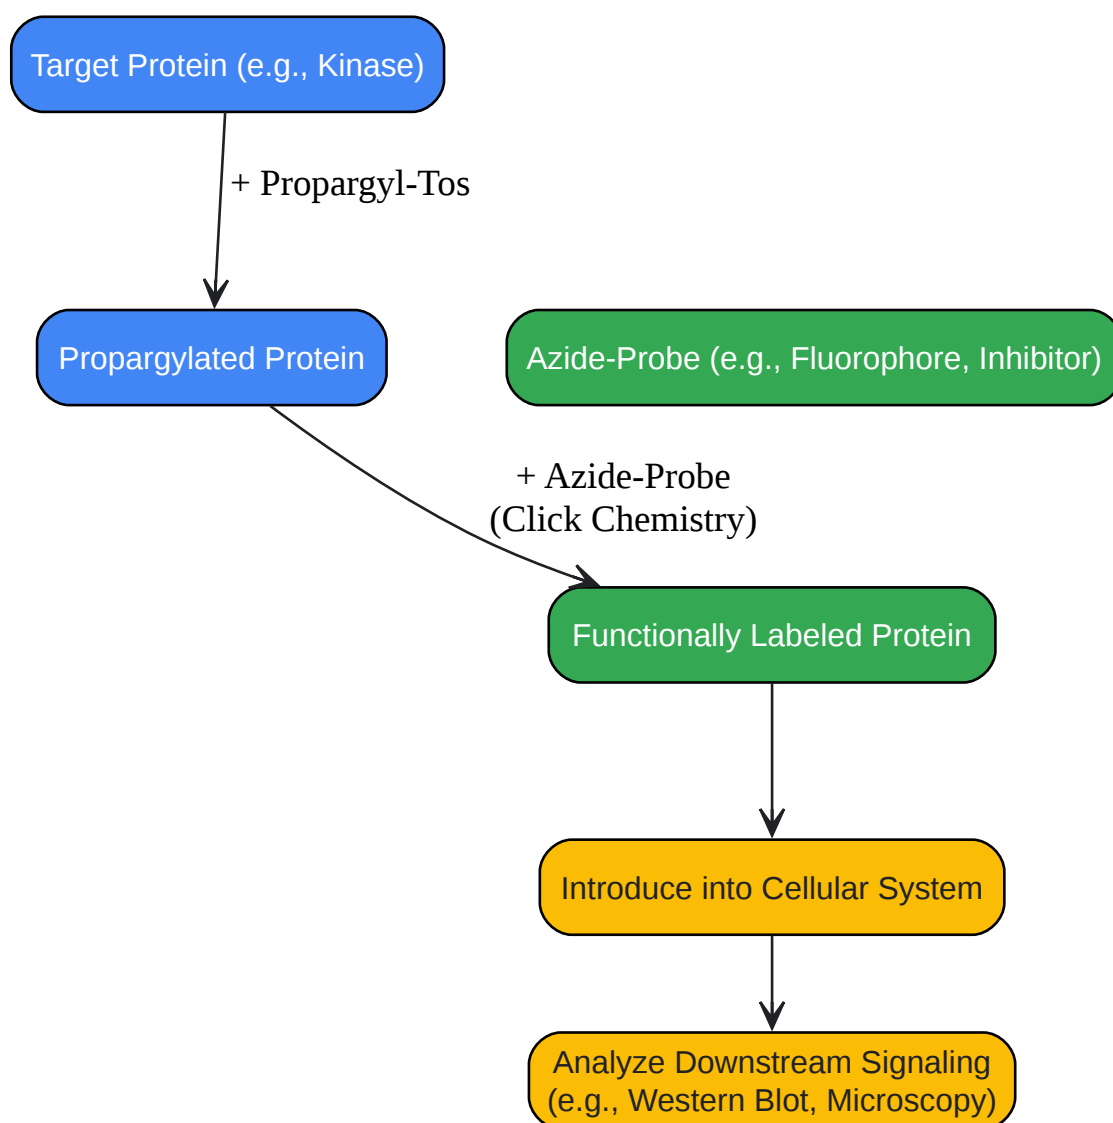 Target Protein (e.g., Kinase)
+ Propargyl-Tos
Propargylated Protein
Azide-Probe (e.g., Fluorophore, Inhibitor)
+ Azide-Probe
(Click Chemistry)
Functionally Labeled Protein
Introduce into Cellular System
Analyze Downstream Signaling
(e.g., Western Blot, Microscopy)